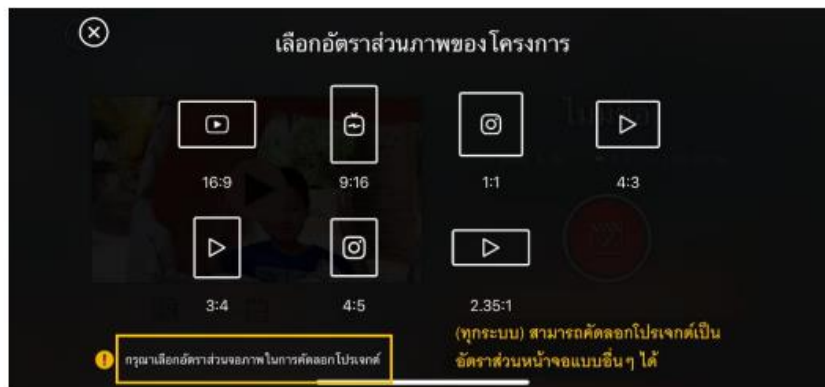 เลือกอัตราส่วนภาพของโครงการ
16:9
9:16
1:1
4:3
3:4
4:5
2.35:1
(ทุกระบบ) สามารถคัดลอกโปรเจกต์เป็น
อัตราส่วนหน้าจอแบบอื่นๆ ได้
กรุณาเลือกอัตราส่วนจอภาพในการคัดลอกโปรเจกต์